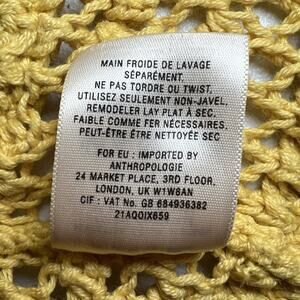 MAIN FROIDE DE LAVAGE
SÉPARÉMENT.
NE PAS TORDRE OU TWIST,
UTILISEZ SEULEMENT NON-JAVEL,
REMODELER LAY PLAT À SEC.
FAIBLE COMME FER NÉCESSAIRES.
PEUT-ÊTRE ÊTRE NETTOYÉE SEC
FOR EU : IMPORTED BY
ANTHROPOLOGIE
24 MARKET PLACE, 3RD FLOOR,
LONDON, UK W1W8AN
CIF : VAT No. GB 684936382
21AQOIX659